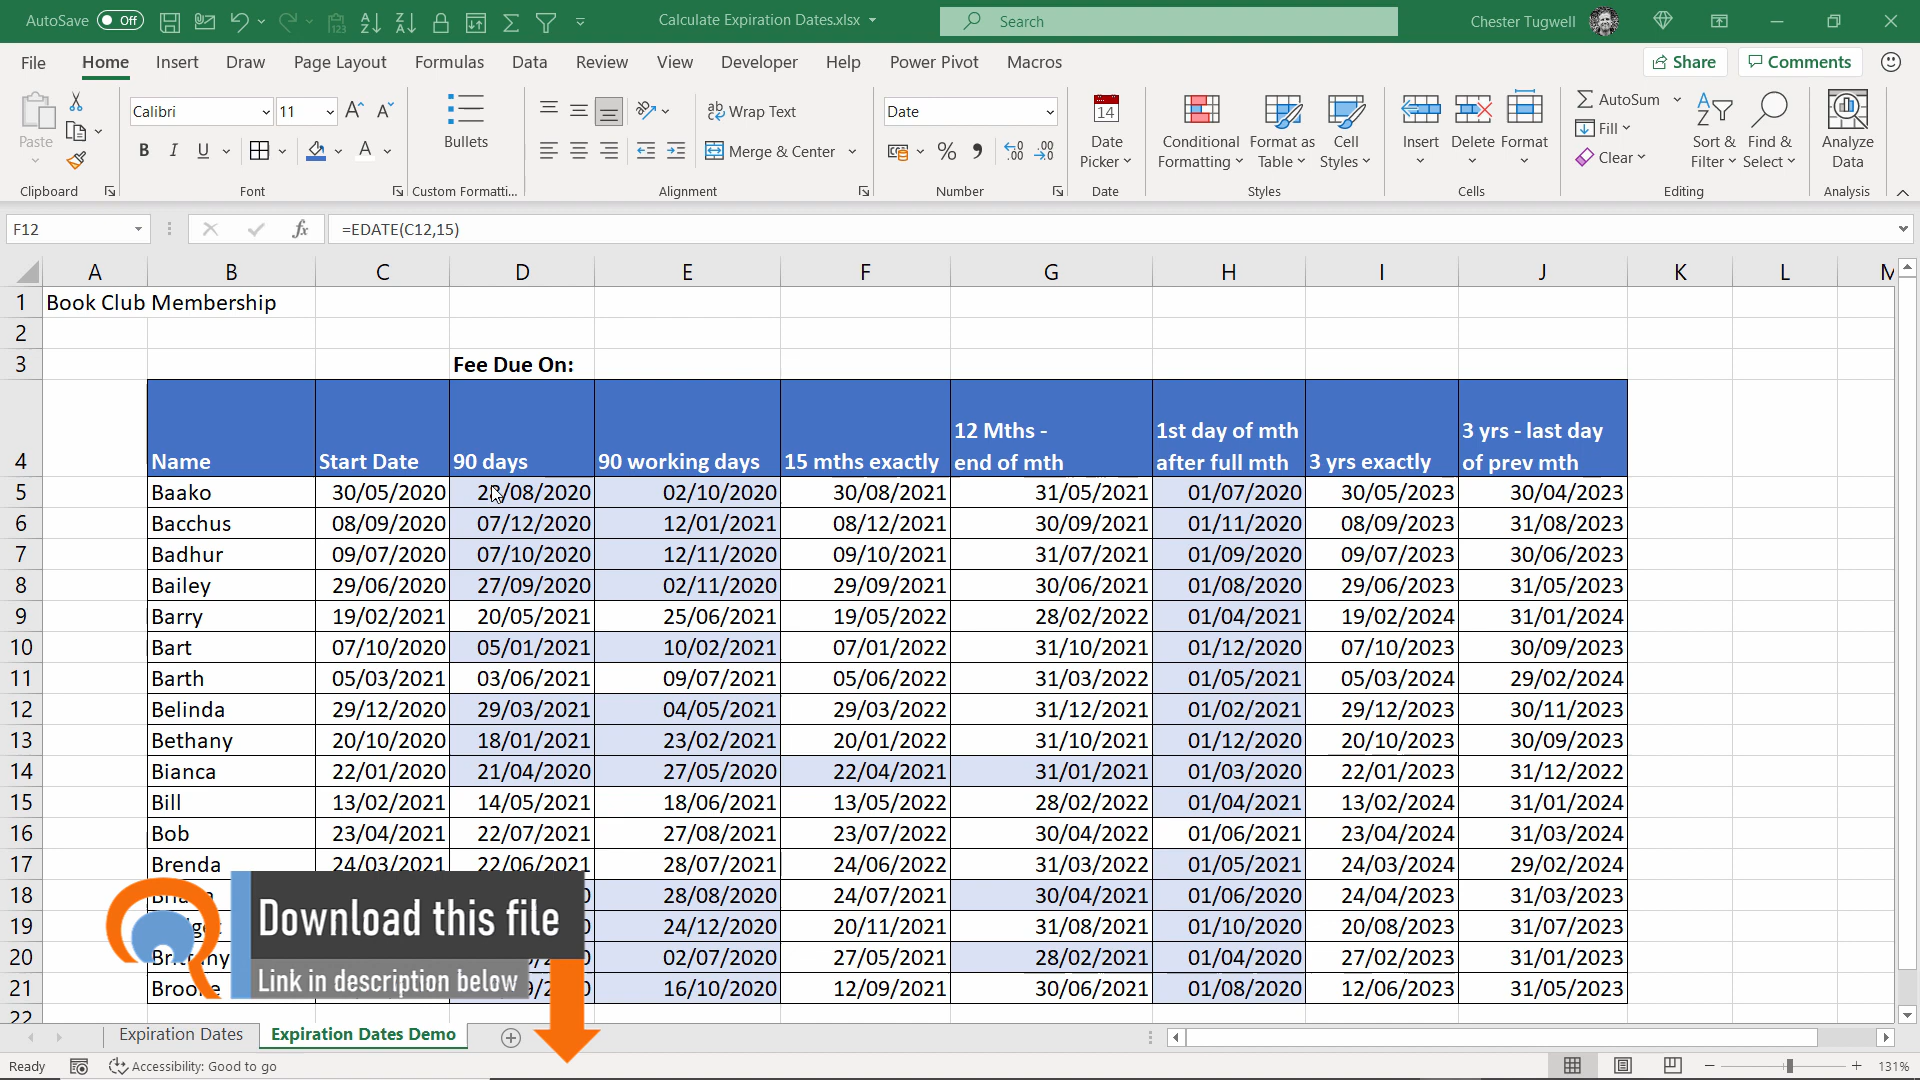 AutoSave Off Calculate Expiration Dates.xlsx Search Chester Tugwell
File Home Insert Draw Page Layout Formulas Data Review View Developer Help Power Pivot Macros Share Comments
Paste Calibri 11 Bullets Wrap Text Merge & Center Date Date Picker Conditional Formatting Format as Table Cell Styles Insert Delete Format AutoSum Fill Clear Sort & Filter Find & Select Analyze Data
Clipboard Font Custom Formatti... Alignment Number Date Styles Cells Editing Analysis
F12 fx =EDATE(C12,15)
A B C D E F G H I J K L M
1 Book Club Membership
2
3 Fee Due On:
4 Name Start Date 90 days 90 working days 15 mths exactly 12 Mths - end of mth 1st day of mth after full mth 3 yrs exactly 3 yrs - last day of prev mth
5 Baako 30/05/2020 28/08/2020 02/10/2020 30/08/2021 31/05/2021 01/07/2020 30/05/2023 30/04/2023
6 Bacchus 08/09/2020 07/12/2020 12/01/2021 08/12/2021 30/09/2021 01/11/2020 08/09/2023 31/08/2023
7 Badhur 09/07/2020 07/10/2020 12/11/2020 09/10/2021 31/07/2021 01/09/2020 09/07/2023 30/06/2023
8 Bailey 29/06/2020 27/09/2020 02/11/2020 29/09/2021 30/06/2021 01/08/2020 29/06/2023 31/05/2023
9 Barry 19/02/2021 20/05/2021 25/06/2021 19/05/2022 28/02/2022 01/04/2021 19/02/2024 31/01/2024
10 Bart 07/10/2020 05/01/2021 10/02/2021 07/01/2022 31/10/2021 01/12/2020 07/10/2023 30/09/2023
11 Barth 05/03/2021 03/06/2021 09/07/2021 05/06/2022 31/03/2022 01/05/2021 05/03/2024 29/02/2024
12 Belinda 29/12/2020 29/03/2021 04/05/2021 29/03/2022 31/12/2021 01/02/2021 29/12/2023 30/11/2023
13 Bethany 20/10/2020 18/01/2021 23/02/2021 20/01/2022 31/10/2021 01/12/2020 20/10/2023 30/09/2023
14 Bianca 22/01/2020 21/04/2020 27/05/2020 22/04/2021 31/01/2021 01/03/2020 22/01/2023 31/12/2022
15 Bill 13/02/2021 14/05/2021 18/06/2021 13/05/2022 28/02/2022 01/04/2021 13/02/2024 31/01/2024
16 Bob 23/04/2021 22/07/2021 27/08/2021 23/07/2022 30/04/2022 01/06/2021 23/04/2024 31/03/2024
17 Brenda 24/03/2021 22/06/2021 28/07/2021 24/06/2022 31/03/2022 01/05/2021 24/03/2024 29/02/2024
18 28/08/2020 24/07/2021 30/04/2021 01/06/2020 24/04/2023 31/03/2023
19 24/12/2020 20/11/2021 31/08/2021 01/10/2020 20/08/2023 31/07/2023
20 02/07/2020 27/05/2021 28/02/2021 01/04/2020 27/02/2023 31/01/2023
21 Brooke 16/10/2020 12/09/2021 30/06/2021 01/08/2020 12/06/2023 31/05/2023
22
Download this file
Link in description below
Expiration Dates Expiration Dates Demo
Ready Accessibility: Good to go 131%